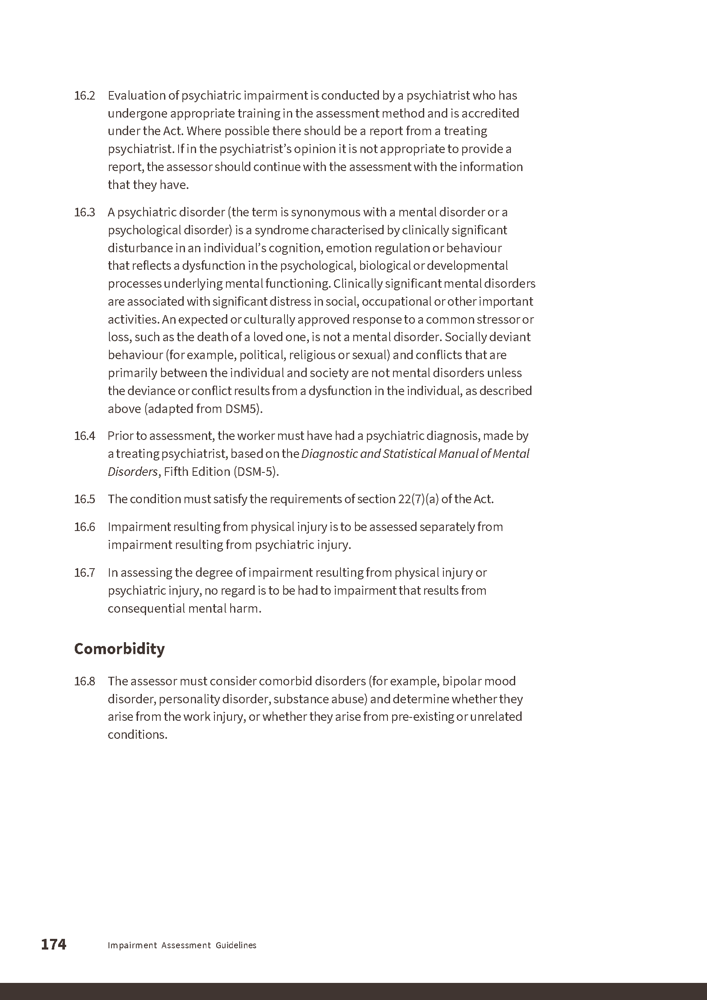 16.2 Evaluation of psychiatric impairment is conducted by a psychiatrist who has
undergone appropriate training in the assessment method and is accredited
under the Act. Where possible there should be a report from a treating
psychiatrist. If in the psychiatrist’s opinion it is not appropriate to provide a
report, the assessor should continue with the assessment with the information
that they have.
16.3 A psychiatric disorder (the term is synonymous with a mental disorder or a
psychological disorder) is a syndrome characterised by clinically significant
disturbance in an individual’s cognition, emotion regulation or behaviour
that reflects a dysfunction in the psychological, biological or developmental
processes underlying mental functioning. Clinically significant mental disorders
are associated with significant distress in social, occupational or other important
activities. An expected or culturally approved response to a common stressor or
loss, such as the death of a loved one, is not a mental disorder. Socially deviant
behaviour (for example, political, religious or sexual) and conflicts that are
primarily between the individual and society are not mental disorders unless
the deviance or conflict results from a dysfunction in the individual, as described
above (adapted from DSM5).
16.4 Prior to assessment, the worker must have had a psychiatric diagnosis, made by
a treating psychiatrist, based on the Diagnostic and Statistical Manual of Mental
Disorders, Fifth Edition (DSM-5).
16.5 The condition must satisfy the requirements of section 22(7)(a) of the Act.
16.6 Impairment resulting from physical injury is to be assessed separately from
impairment resulting from psychiatric injury.
16.7 In assessing the degree of impairment resulting from physical injury or
psychiatric injury, no regard is to be had to impairment that results from
consequential mental harm.
Comorbidity
16.8 The assessor must consider comorbid disorders (for example, bipolar mood
disorder, personality disorder, substance abuse) and determine whether they
arise from the work injury, or whether they arise from pre-existing or unrelated
conditions.
174 Impairment Assessment Guidelines